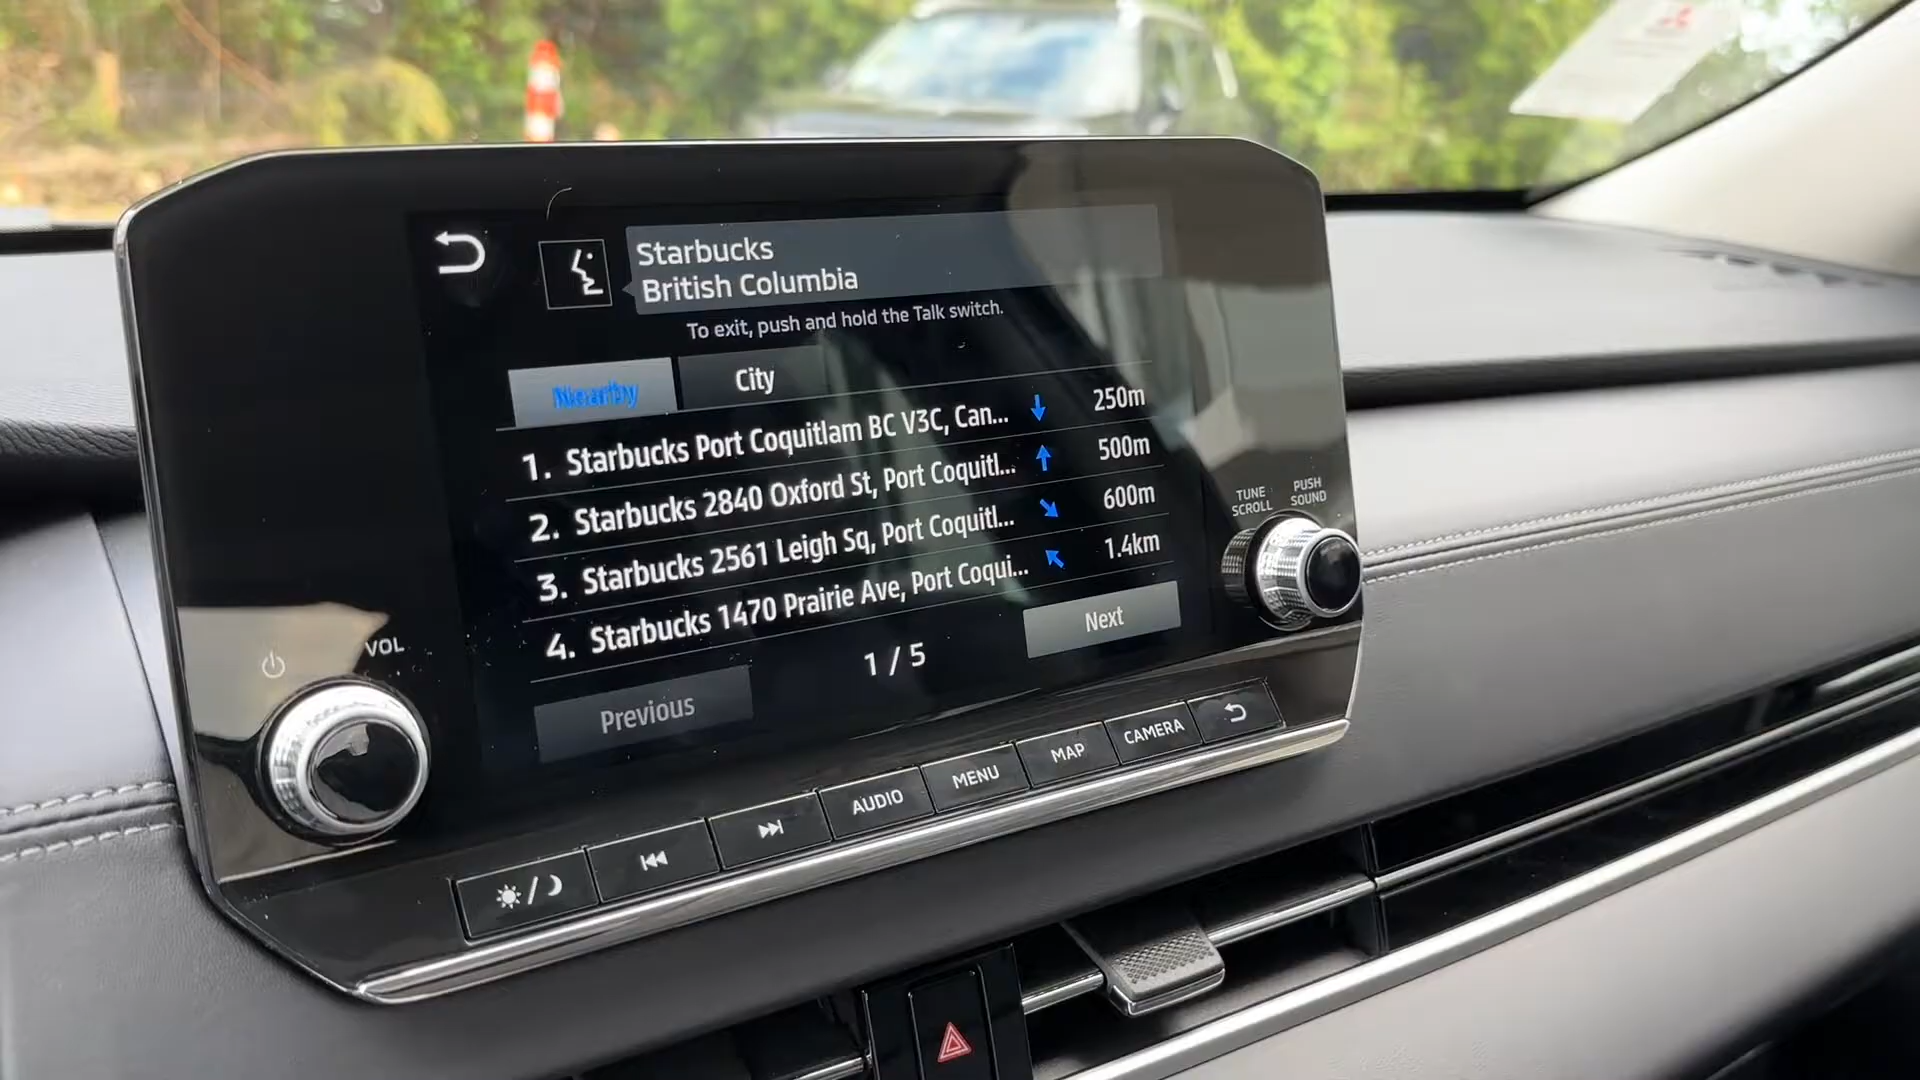 Starbucks
British Columbia
To exit, push and hold the Talk switch.
Nearby
City
1. Starbucks Port Coquitlam BC V3C, Can... 250m
2. Starbucks 2840 Oxford St, Port Coquitl... 500m
3. Starbucks 2561 Leigh Sq, Port Coquitl... 600m
4. Starbucks 1470 Prairie Ave, Port Coqui... 1.4km
Previous
1 / 5
Next
VOL
TUNE
SCROLL
PUSH
SOUND
AUDIO
MENU
MAP
CAMERA